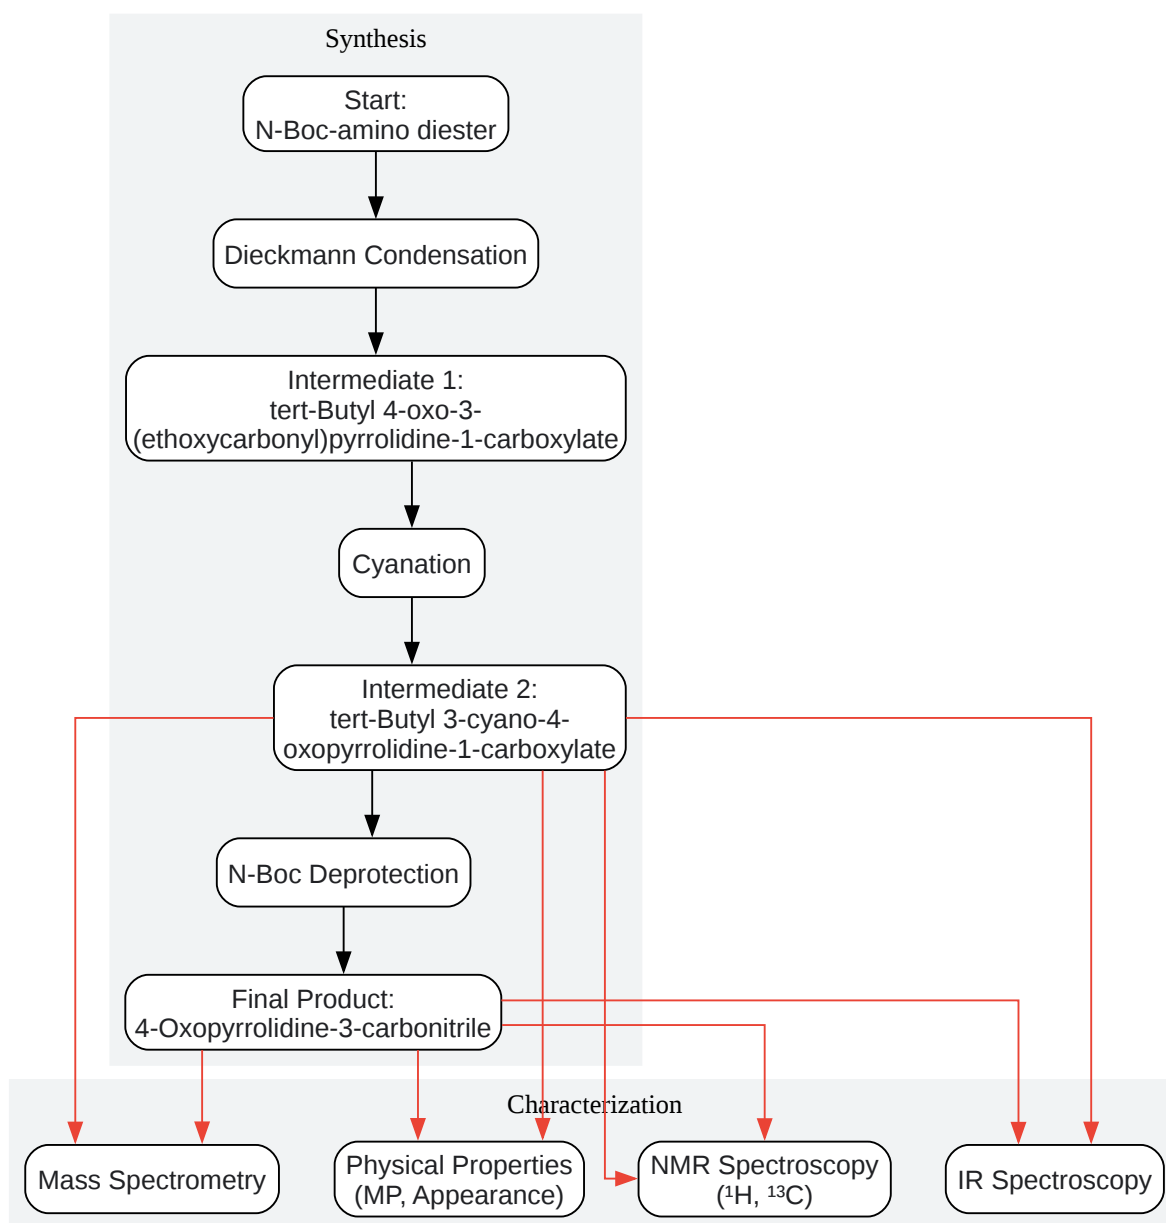 Synthesis
Start:
N-Boc-amino diester
Dieckmann Condensation
Intermediate 1:
tert-Butyl 4-oxo-3-
(ethoxycarbonyl)pyrrolidine-1-carboxylate
Cyanation
Intermediate 2:
tert-Butyl 3-cyano-4-
oxopyrrolidine-1-carboxylate
N-Boc Deprotection
Final Product:
4-Oxopyrrolidine-3-carbonitrile
Characterization
Mass Spectrometry
Physical Properties
(MP, Appearance)
NMR Spectroscopy
(¹H, ¹³C)
IR Spectroscopy